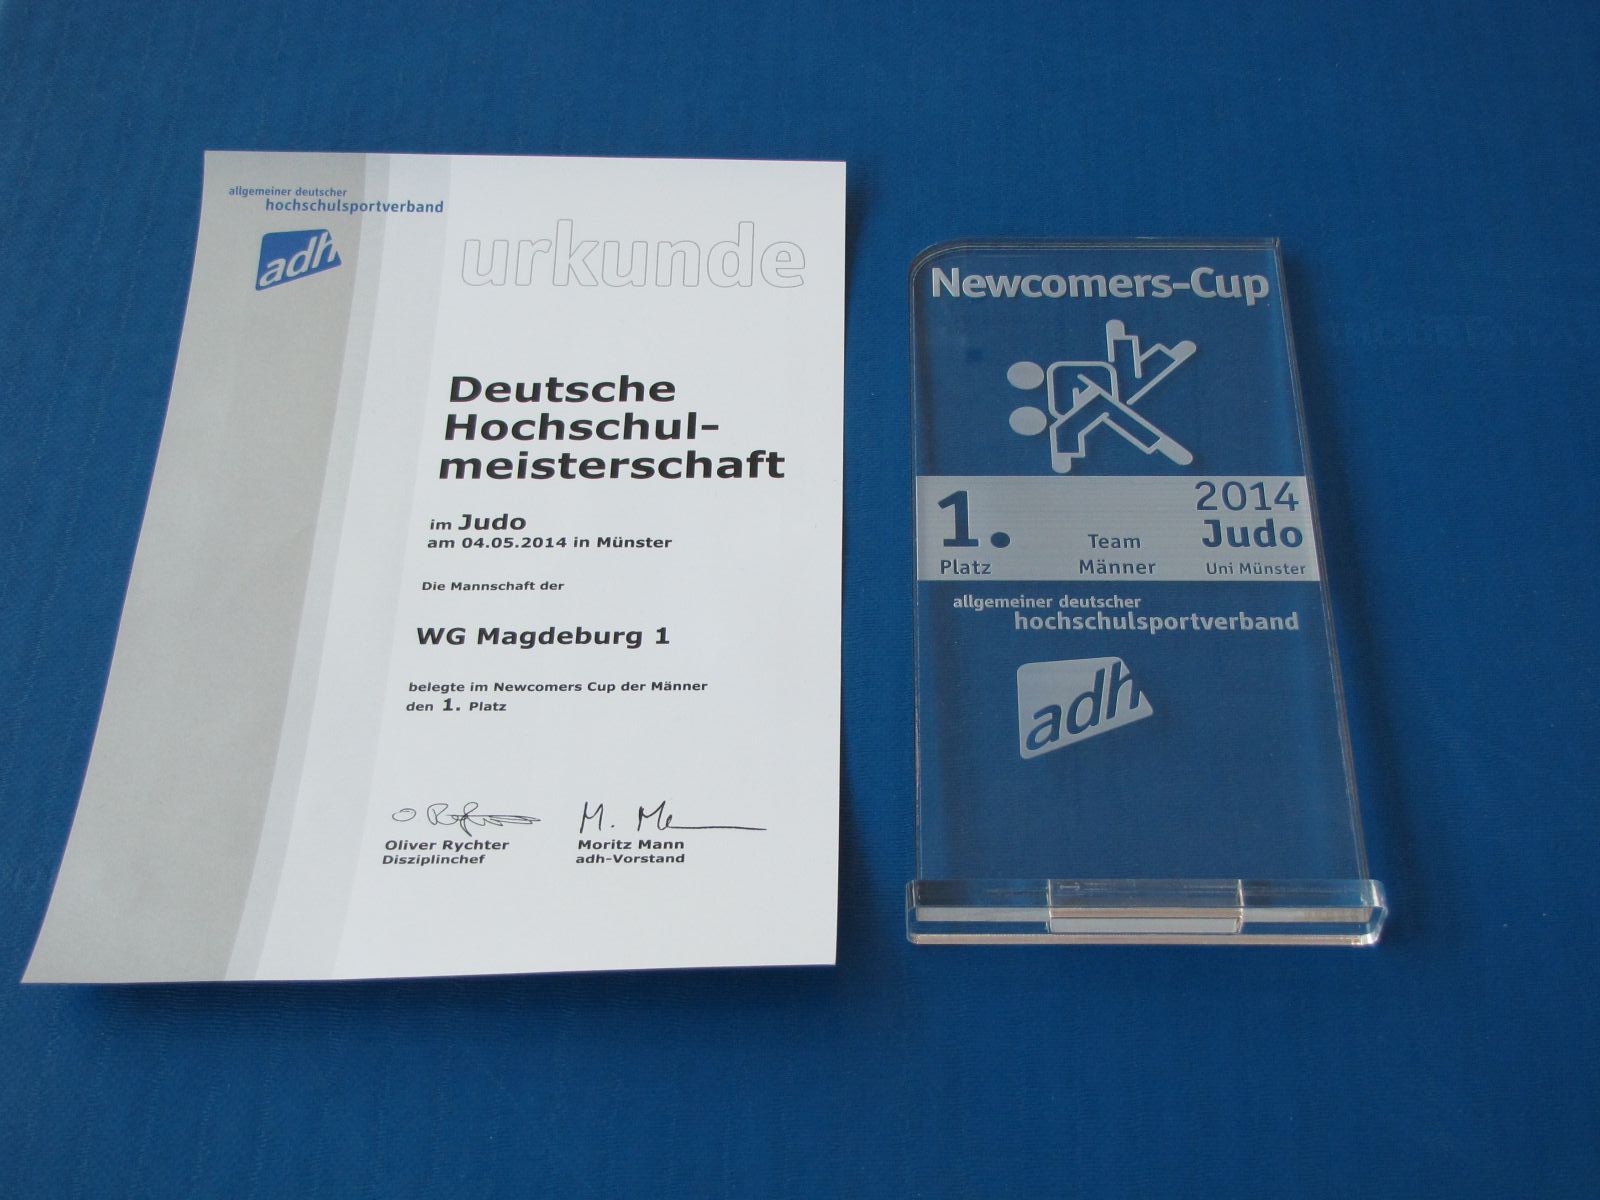 allgemeiner deutscher
hochschulsportverband
adh
urkunde
Deutsche
Hochschul-
meisterschaft
im Judo
am 04.05.2014 in Münster
Die Mannschaft der
WG Magdeburg 1
belegte im Newcomers Cup der Männer
den 1. Platz
M. Ma
Oliver Rychter
Disziplinchef
Moritz Mann
adh-Vorstand
Newcomers-Cup
1.
Platz
Team
Männer
2014
Judo
Uni Münster
allgemeiner deutscher
hochschulsportverband
adh